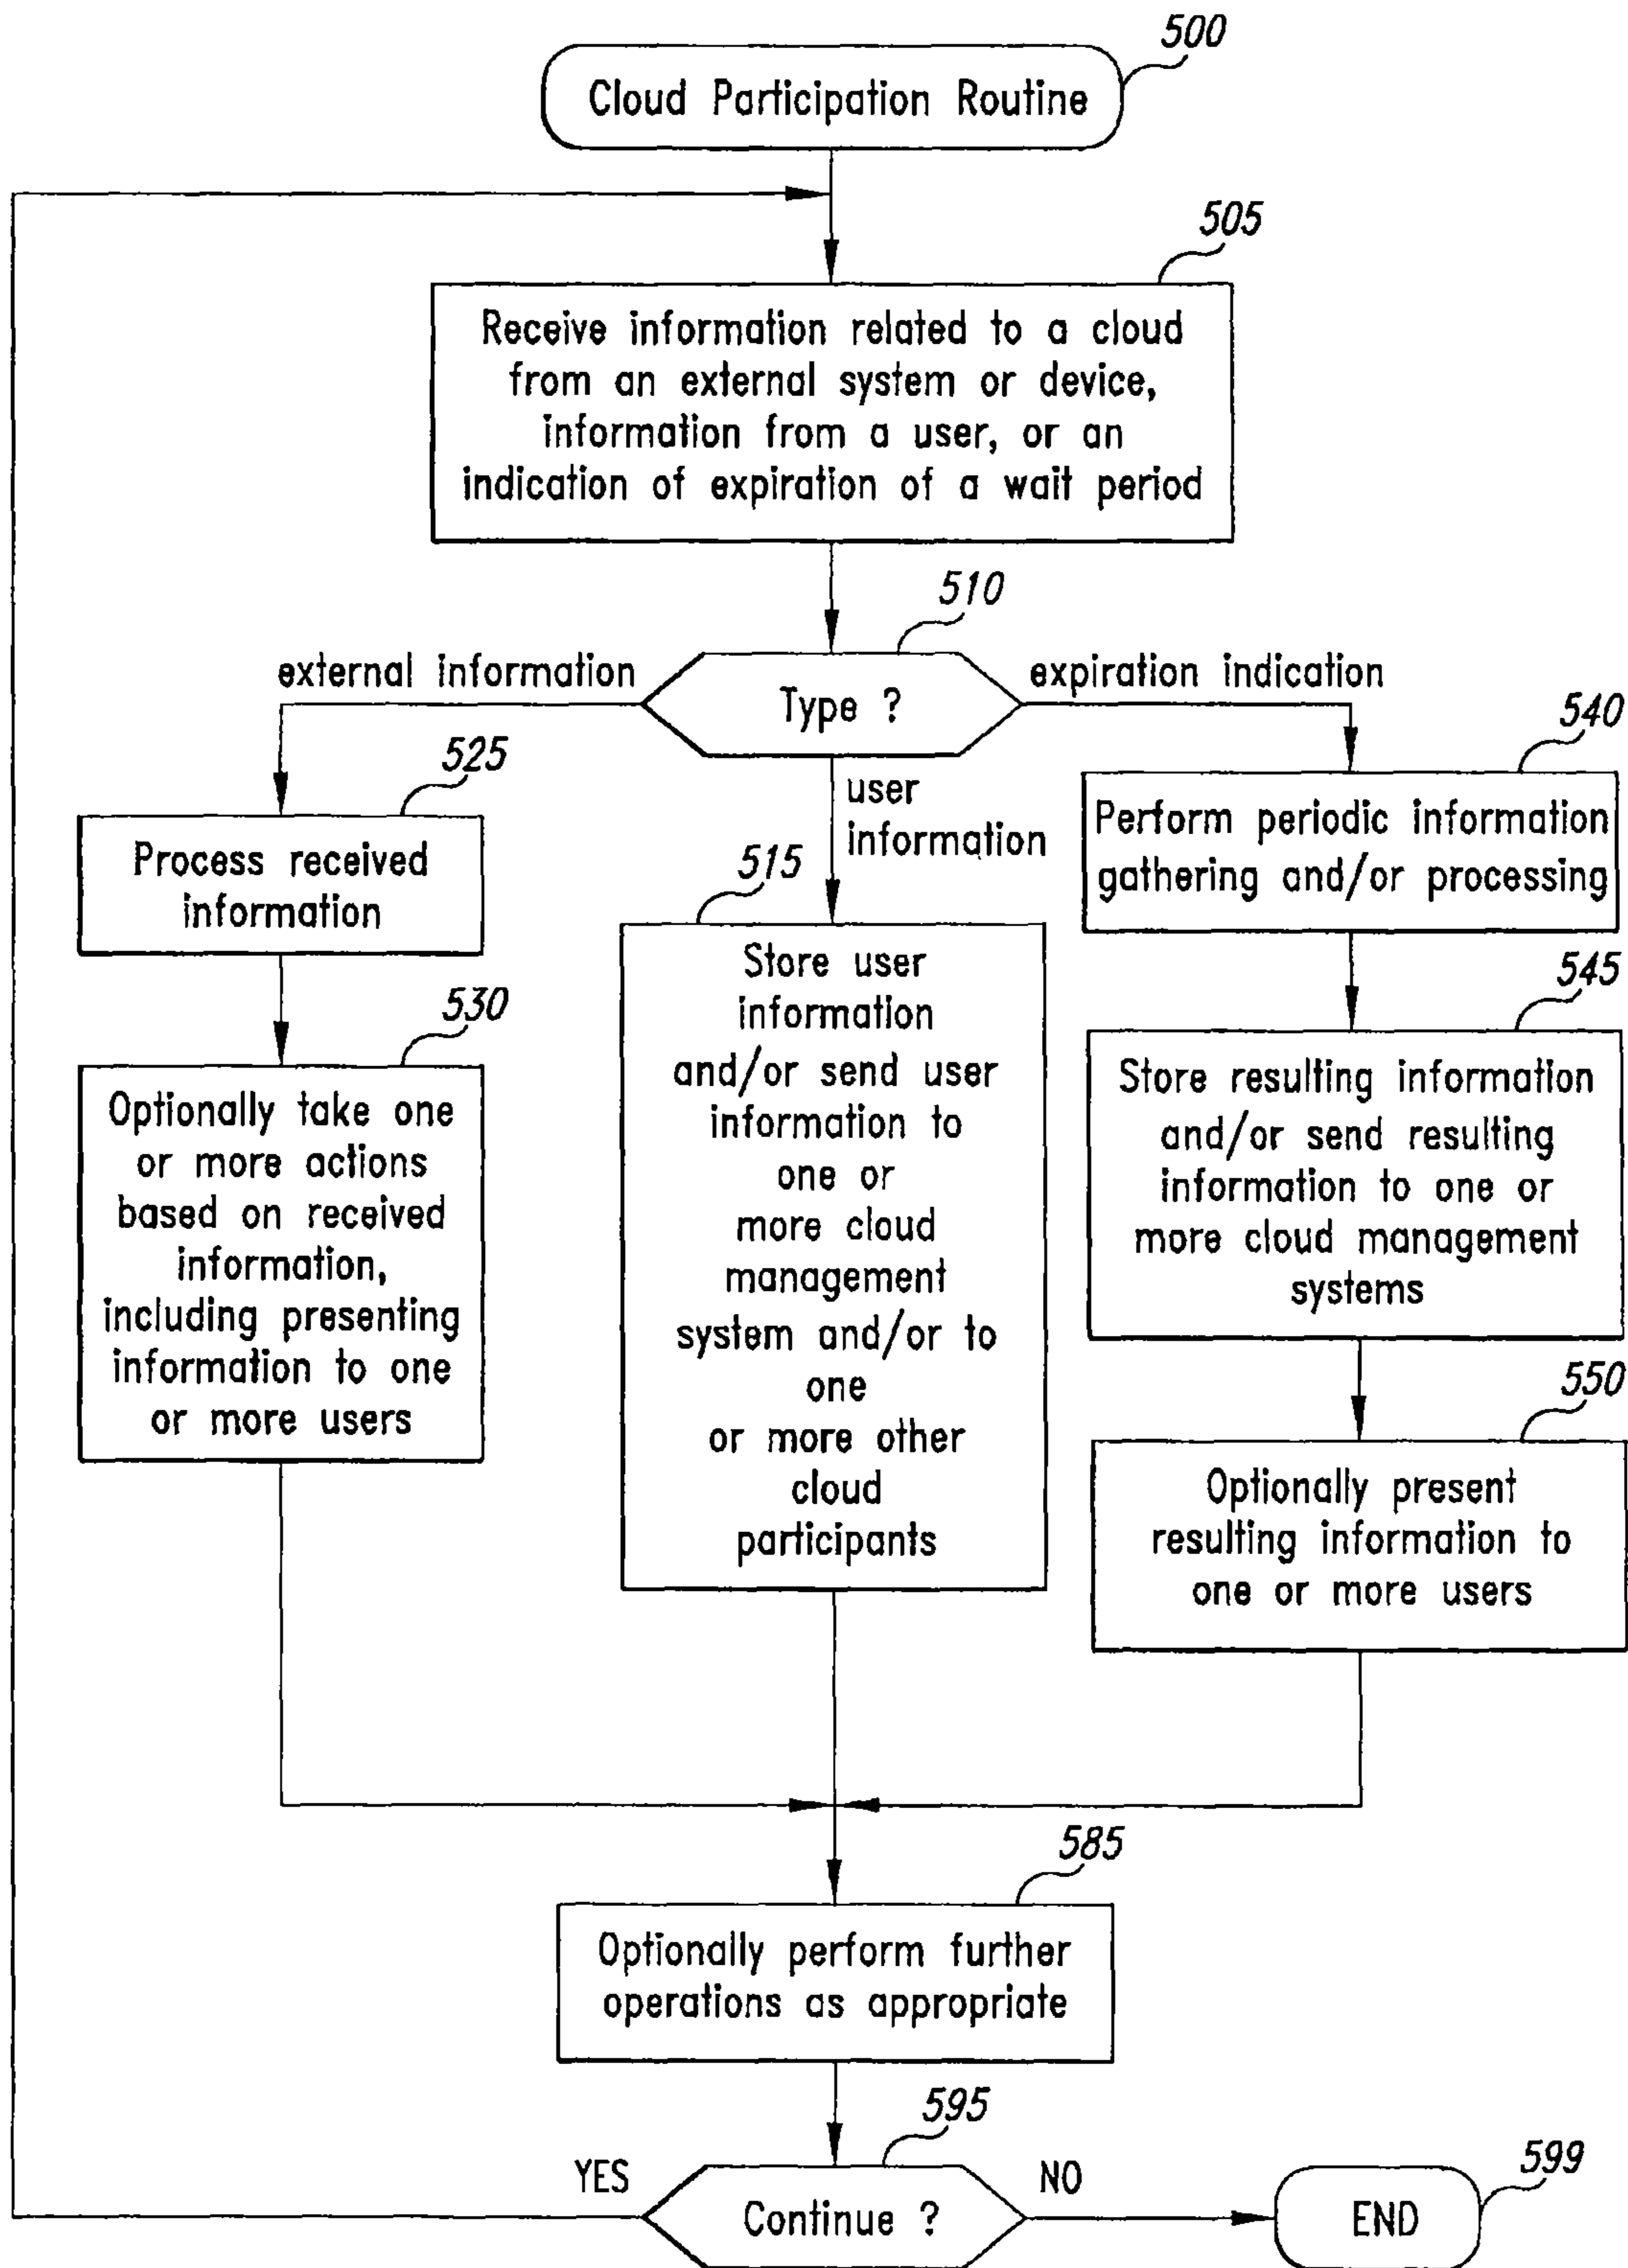 500
Cloud Participation Routine
505
Receive information related to a cloud
from an external system or device,
information from a user, or an
indication of expiration of a wait period
510
external information
Type ?
expiration indication
525
Process received
information
530
Optionally take one
or more actions
based on received
information,
including presenting
information to one
or more users
user
information
515
Store user
information
and/or send user
information to
one or
more cloud
management
system and/or to
one
or more other
cloud
participants
540
Perform periodic information
gathering and/or processing
545
Store resulting information
and/or send resulting
information to one or
more cloud management
systems
550
Optionally present
resulting information to
one or more users
585
Optionally perform further
operations as appropriate
595
YES
Continue ?
NO
599
END